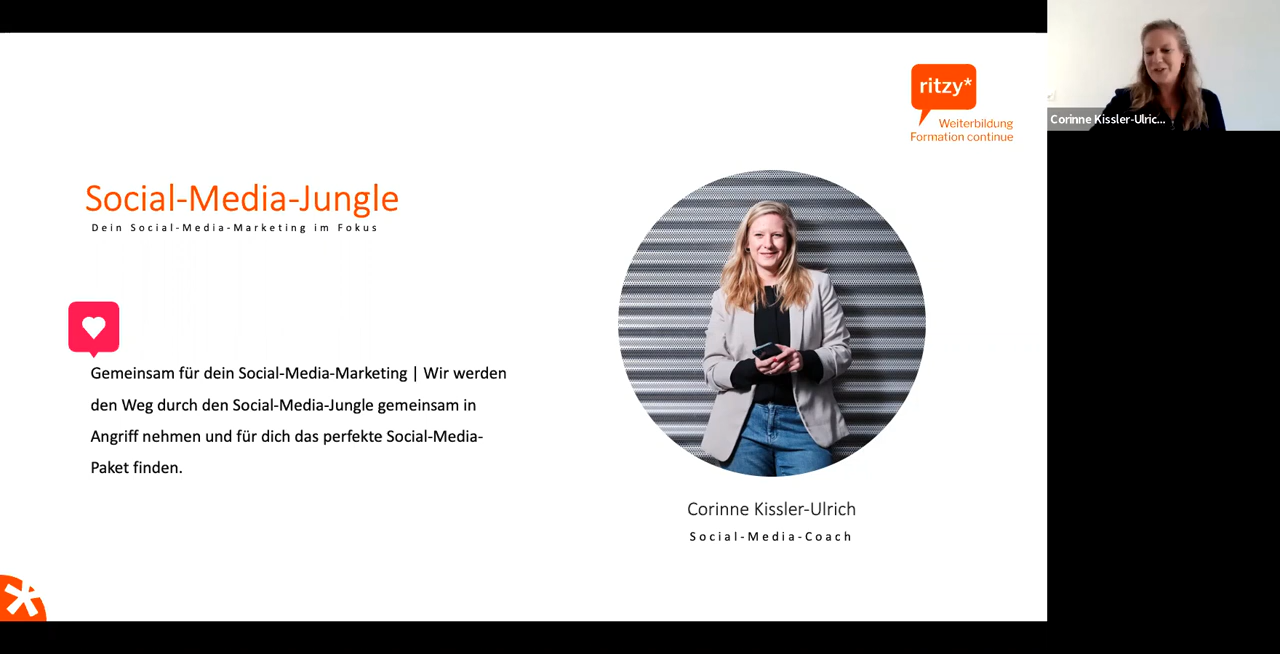 ritzy*
Weiterbildung
Formation continue
Corinne Kissler-Ulric...
Social-Media-Jungle
Dein Social-Media-Marketing im Fokus
Gemeinsam für dein Social-Media-Marketing | Wir werden
den Weg durch den Social-Media-Jungle gemeinsam in
Angriff nehmen und für dich das perfekte Social-Media-
Paket finden.
Corinne Kissler-Ulrich
Social-Media-Coach